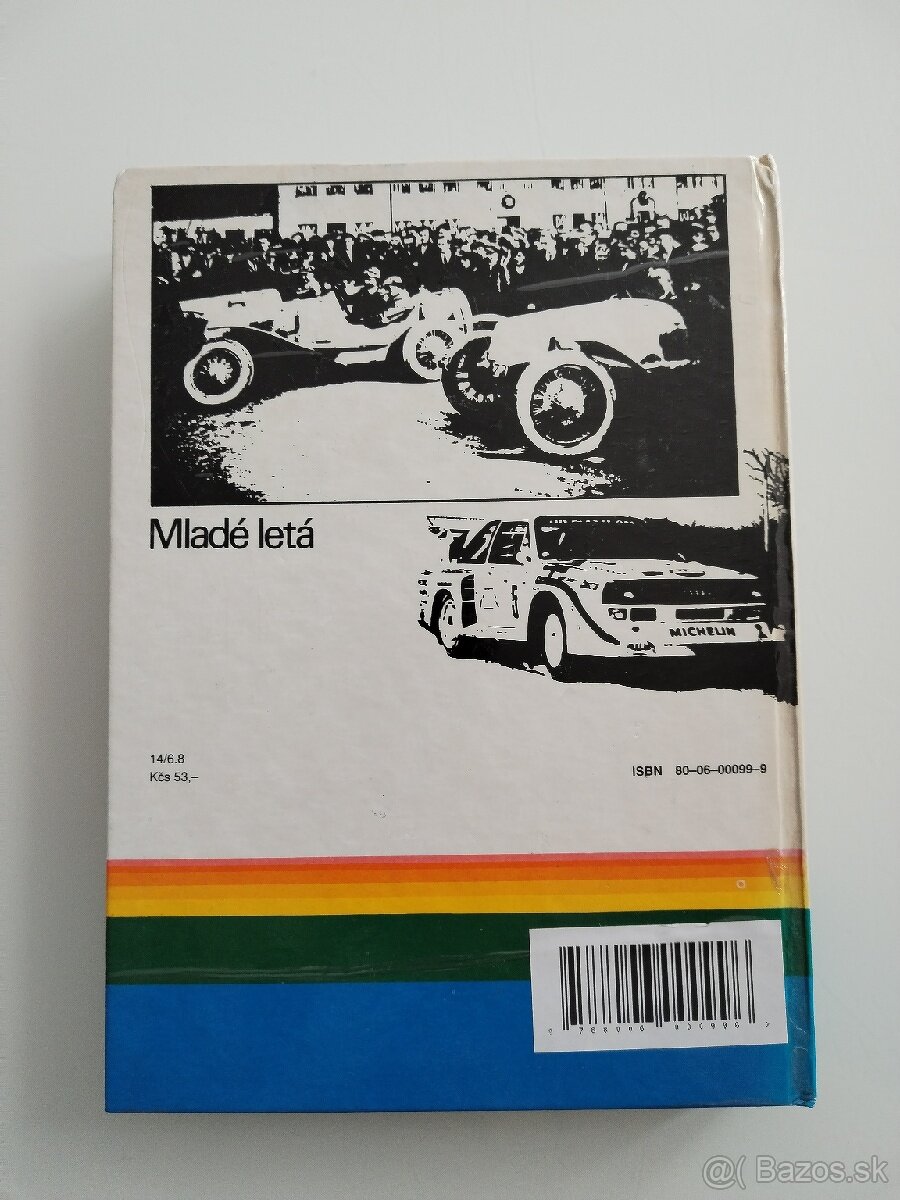 Mladé letá
MICHELIN
14/6.8
Kčs 53,–
ISBN 80–06–00099–9
@( Bazos.sk